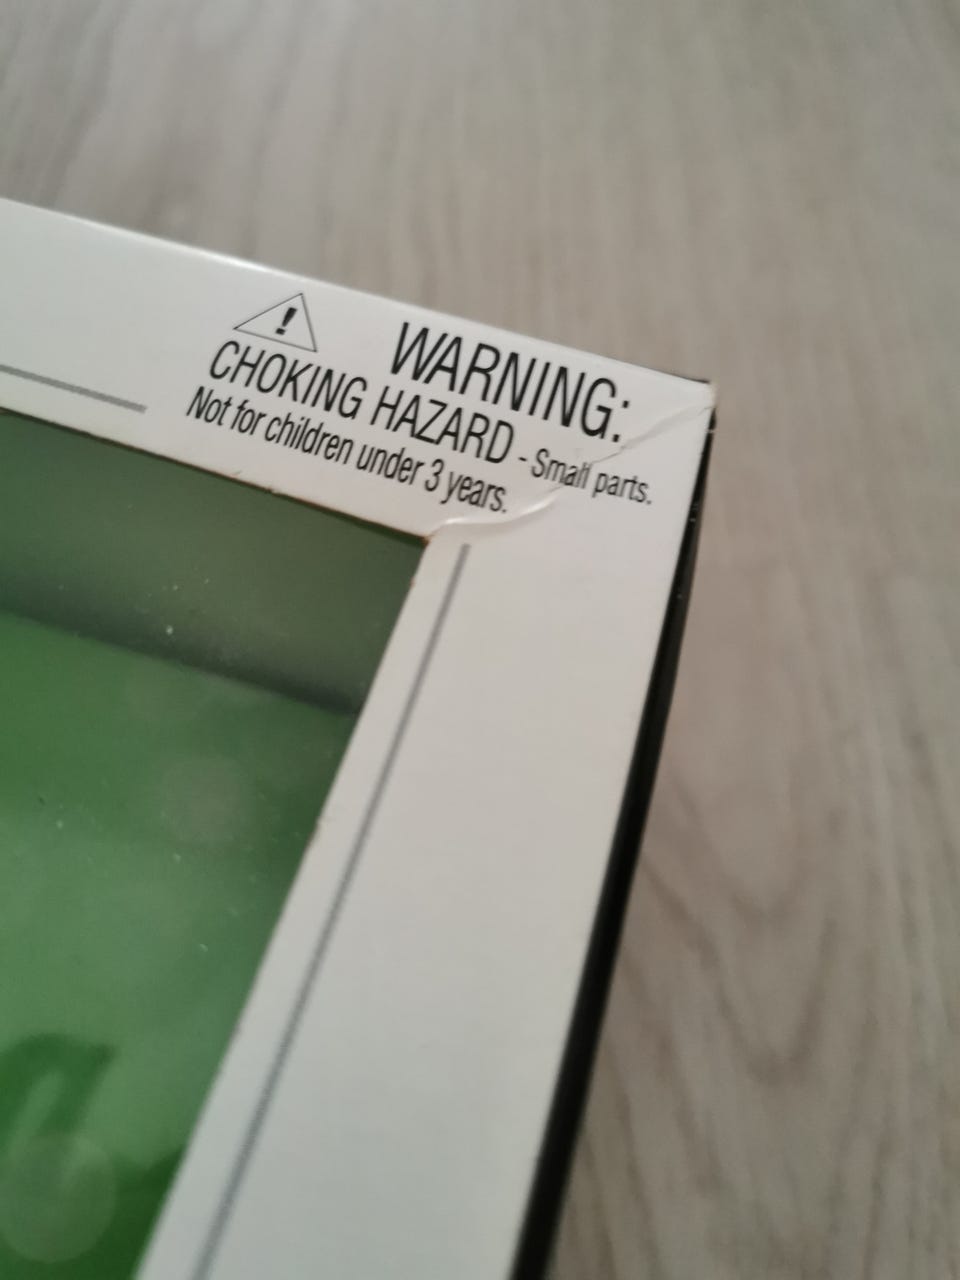 ! WARNING:
CHOKING HAZARD - Small parts.
Not for children under 3 years.